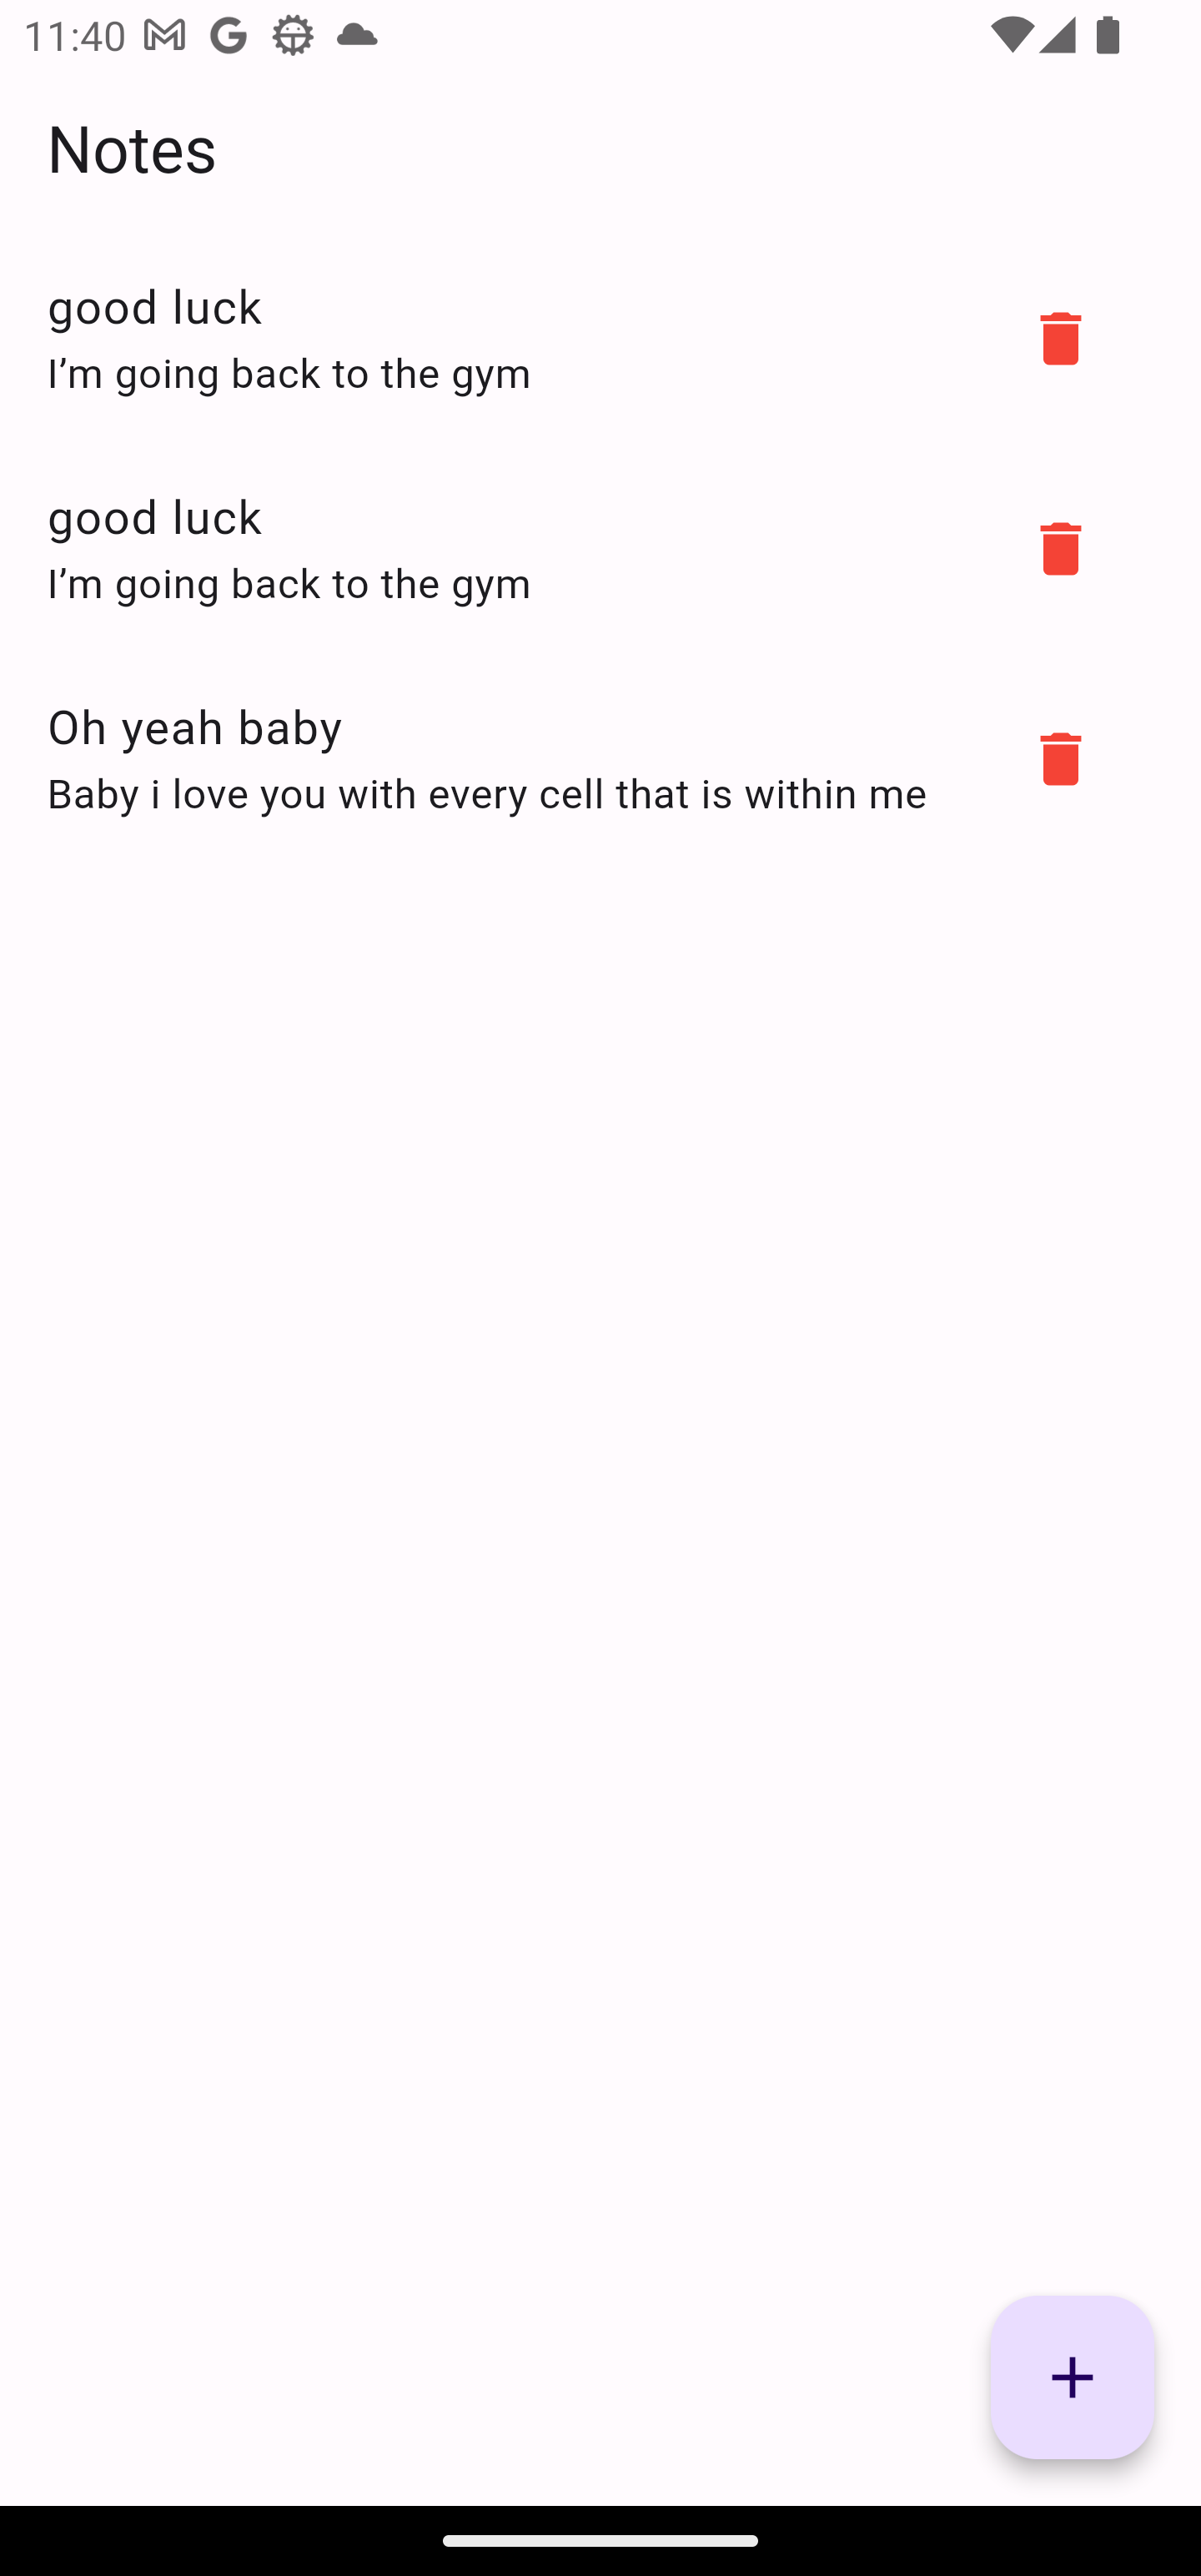 11:40
Notes
good luck
I’m going back to the gym
good luck
I’m going back to the gym
Oh yeah baby
Baby i love you with every cell that is within me